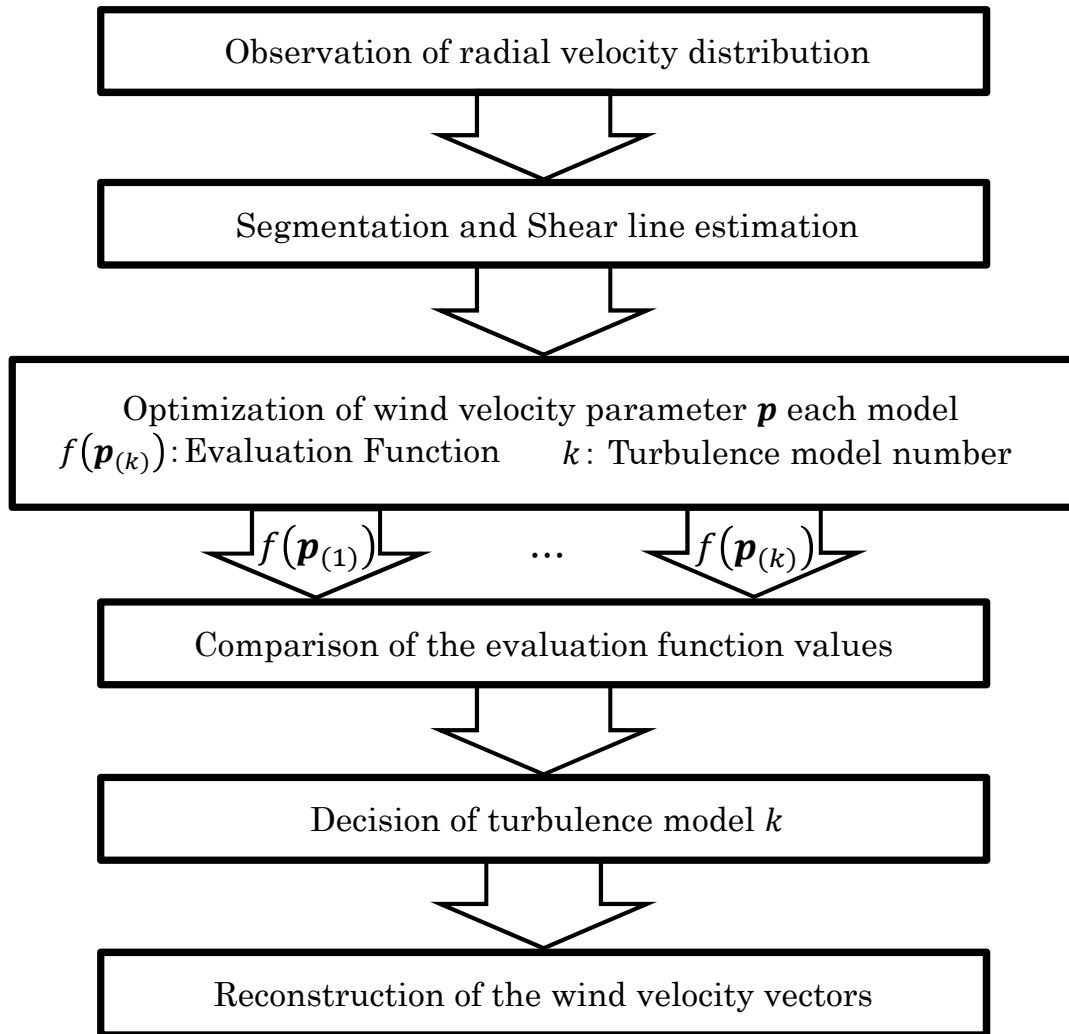 Observation of radial velocity distribution
Segmentation and Shear line estimation
Optimization of wind velocity parameter 𝒑 each model
𝑓(𝒑₍𝑘₎): Evaluation Function 𝑘: Turbulence model number
𝑓(𝒑₍₁₎) … 𝑓(𝒑₍𝑘₎)
Comparison of the evaluation function values
Decision of turbulence model 𝑘
Reconstruction of the wind velocity vectors